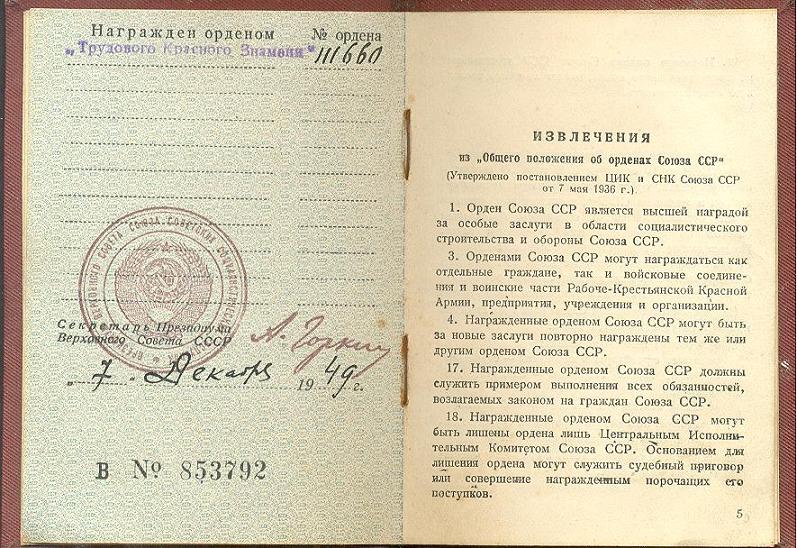 Награжден орденом № ордена
„Трудового Красного Знамени" 111660
Секретарь Президиума
Верховного Совета СССР А. Горкин
„ 7 " Декабря 1949 г.
В № 853792
ИЗВЛЕЧЕНИЯ
из „Общего положения об орденах Союза ССР"
(Утверждено постановлением ЦИК и СНК Союза ССР
от 7 мая 1936 г.).
1. Орден Союза ССР является высшей наградой
за особые заслуги в области социалистического
строительства и обороны Союза ССР.
3. Орденами Союза ССР могут награждаться как
отдельные граждане, так и войсковые соедине-
ния и воинские части Рабоче-Крестьянской Красной
Армии, предприятия, учреждения и организации.
4. Награжденные орденом Союза ССР могут быть
за новые заслуги повторно награждены тем же или
другим орденом Союза ССР.
17. Награжденные орденом Союза ССР должны
служить примером выполнения всех обязанностей,
возлагаемых законом на граждан Союза ССР.
18. Награжденные орденом Союза ССР могут
быть лишены ордена лишь Центральным Исполни-
тельным Комитетом Союза ССР. Основанием для
лишения ордена могут служить судебный приговор
или совершение награжденным порочащих его
поступков.
5